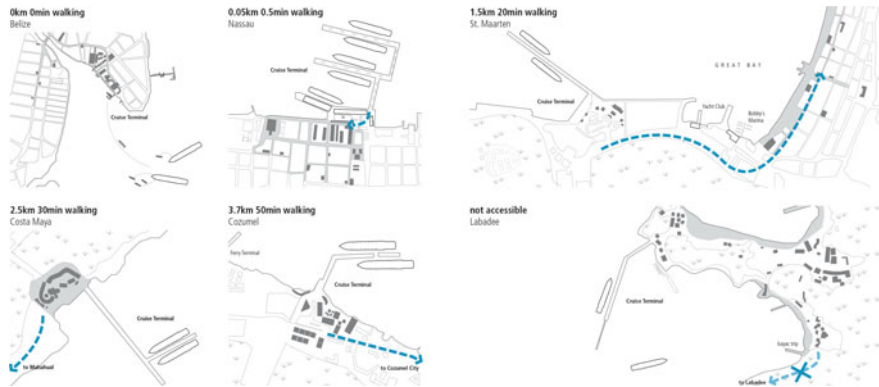 0km 0min walking
Belize
Cruise Terminal
0.05km 0.5min walking
Nassau
Cruise Terminal
1.5km 20min walking
St. Maarten
Cruise Terminal
GREAT BAY
Yacht Club
Bobby's
Marina
2.5km 30min walking
Costa Maya
Cruise Terminal
to Mahahual
3.7km 50min walking
Cozumel
Ferry Terminal
Cruise Terminal
to Cozumel City
not accessible
Labadee
Cruise Terminal
kayac trip
to Labadee